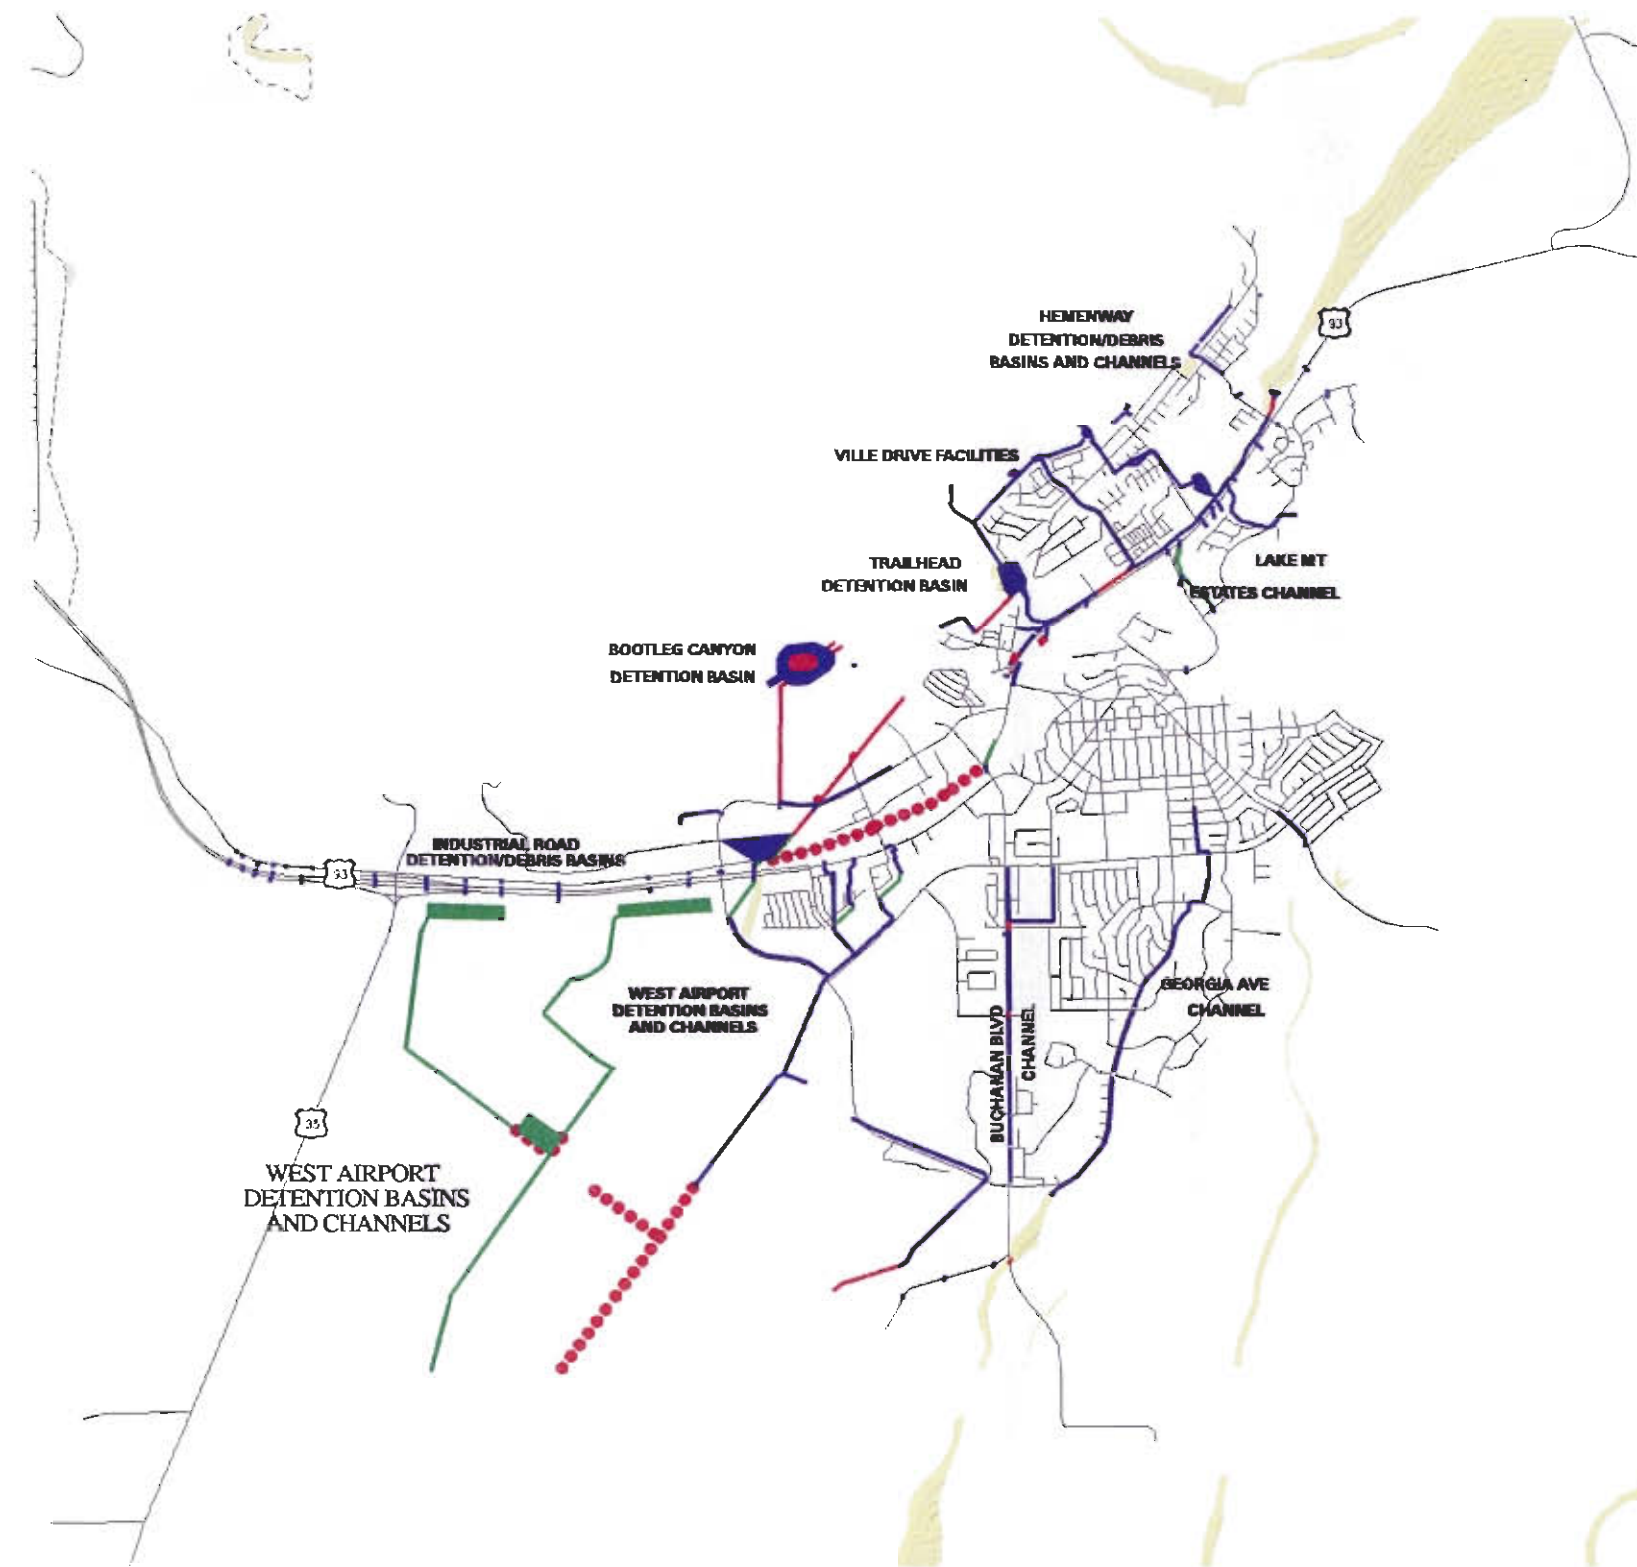 HEMENWAY
DETENTION/DEBRIS
BASINS AND CHANNELS
93
VILLE DRIVE FACILITIES
TRAILHEAD
DETENTION BASIN
LAKE MT
ESTATES CHANNEL
BOOTLEG CANYON
DETENTION BASIN
INDUSTRIAL ROAD
DETENTION/DEBRIS BASINS
93
WEST AIRPORT
DETENTION BASINS
AND CHANNELS
GEORGIA AVE
CHANNEL
BUCHANAN BLVD
CHANNEL
WEST AIRPORT
DETENTION BASINS
AND CHANNELS